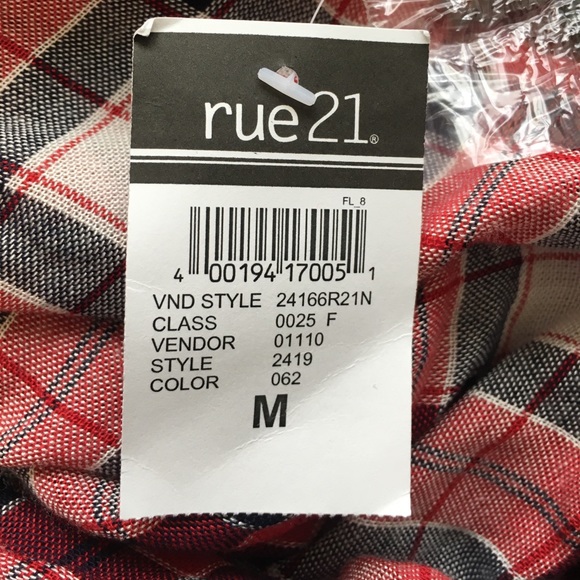 rue21®
FL_8
4 00194 17005 1
VND STYLE 24166R21N
CLASS 0025 F
VENDOR 01110
STYLE 2419
COLOR 062
M